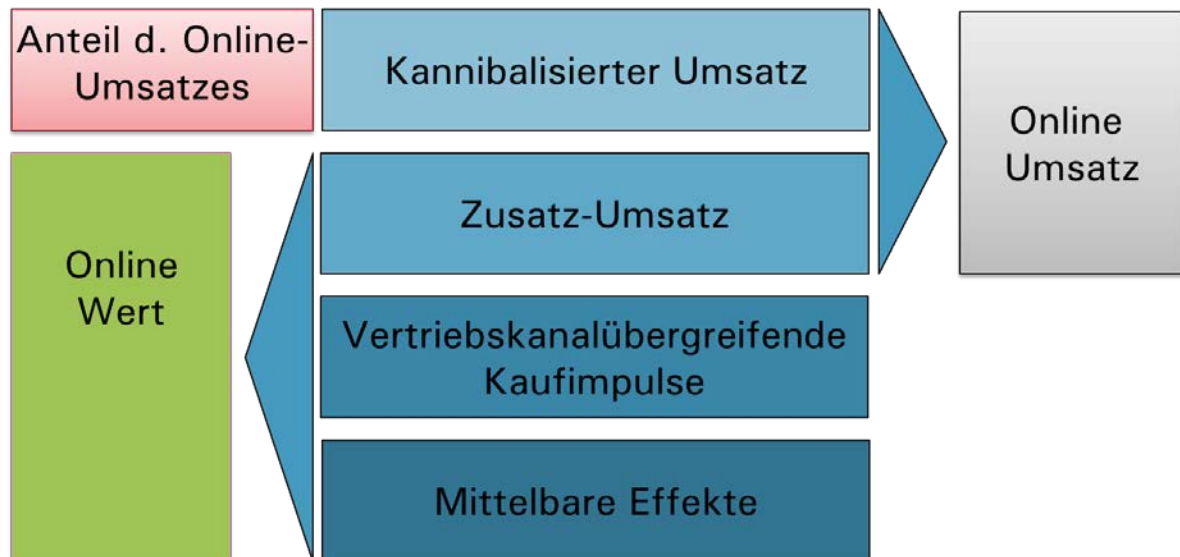 Anteil d. Online-
Umsatzes
Kannibalisierter Umsatz
Online
Umsatz
Zusatz-Umsatz
Online
Wert
Vertriebskanalübergreifende
Kaufimpulse
Mittelbare Effekte